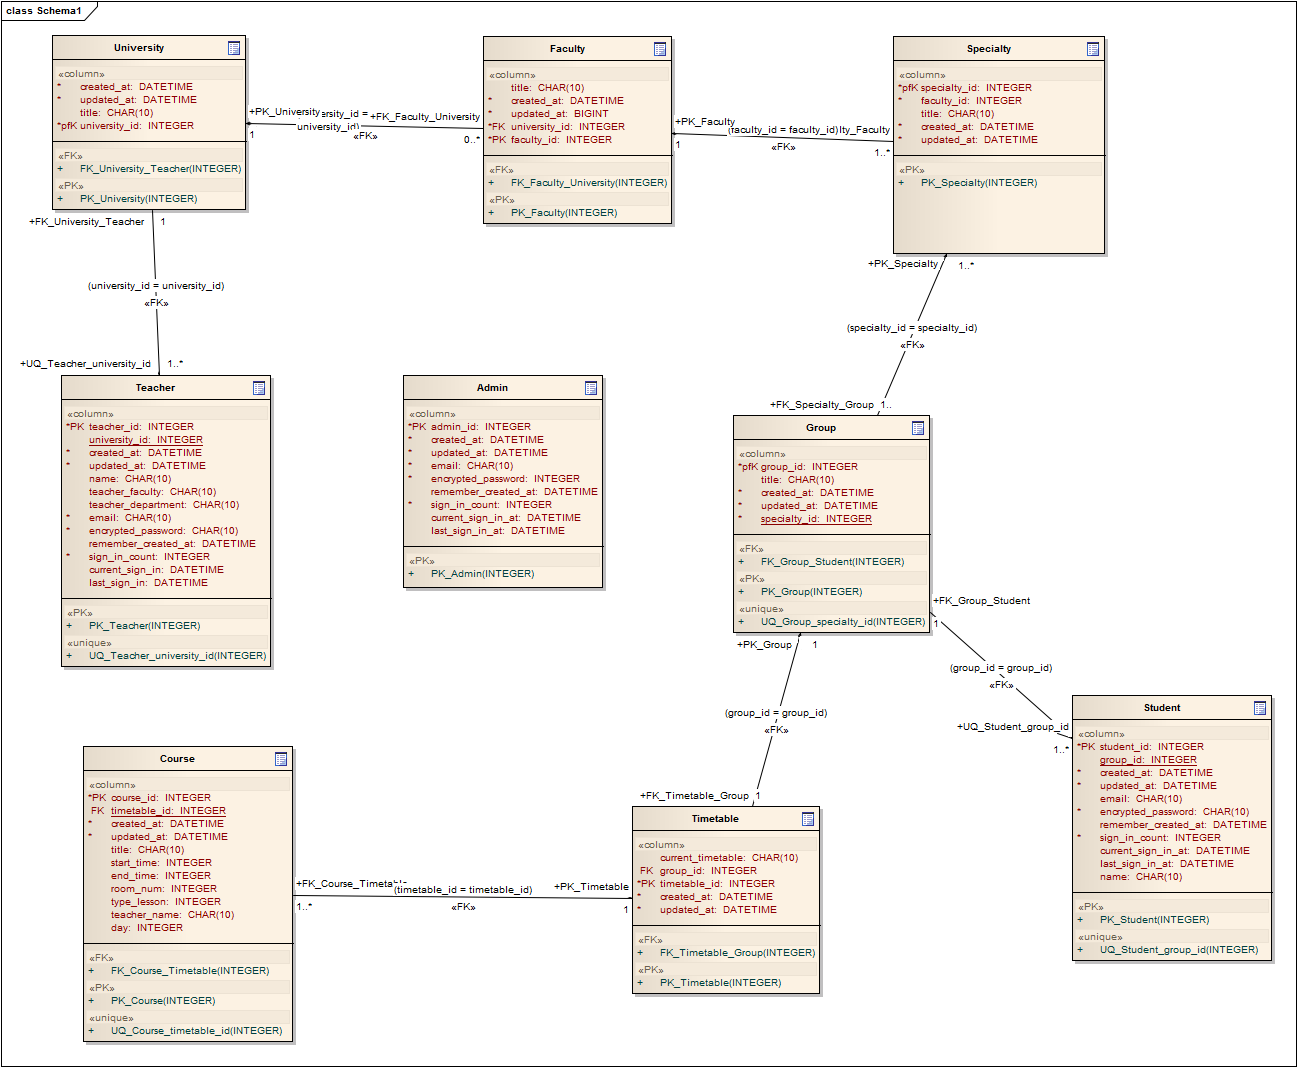 class Schema1
University
«column»
* created_at: DATETIME
* updated_at: DATETIME
title: CHAR(10)
*pfK university_id: INTEGER
«FK»
+ FK_University_Teacher(INTEGER)
«PK»
+ PK_University(INTEGER)
+PK_University
1
ersity_id =
university_id)
«FK»
+FK_Faculty_University
0..*
Faculty
«column»
title: CHAR(10)
* created_at: DATETIME
* updated_at: BIGINT
*FK university_id: INTEGER
*PK faculty_id: INTEGER
«FK»
+ FK_Faculty_University(INTEGER)
«PK»
+ PK_Faculty(INTEGER)
+PK_Faculty
1
(faculty_id = faculty_id)
lty_Faculty
«FK»
1..*
Specialty
«column»
*pfK specialty_id: INTEGER
* faculty_id: INTEGER
title: CHAR(10)
* created_at: DATETIME
* updated_at: DATETIME
«PK»
+ PK_Specialty(INTEGER)
+FK_University_Teacher 1
(university_id = university_id)
«FK»
+UQ_Teacher_university_id 1..*
+PK_Specialty 1..*
(specialty_id = specialty_id)
«FK»
+FK_Specialty_Group 1..
Teacher
«column»
*PK teacher_id: INTEGER
university_id: INTEGER
* created_at: DATETIME
* updated_at: DATETIME
name: CHAR(10)
teacher_faculty: CHAR(10)
teacher_department: CHAR(10)
* email: CHAR(10)
* encrypted_password: CHAR(10)
remember_created_at: DATETIME
* sign_in_count: INTEGER
current_sign_in: DATETIME
last_sign_in: DATETIME
«PK»
+ PK_Teacher(INTEGER)
«unique»
+ UQ_Teacher_university_id(INTEGER)
Admin
«column»
*PK admin_id: INTEGER
* created_at: DATETIME
* updated_at: DATETIME
* email: CHAR(10)
* encrypted_password: INTEGER
remember_created_at: DATETIME
* sign_in_count: INTEGER
current_sign_in_at: DATETIME
last_sign_in_at: DATETIME
«PK»
+ PK_Admin(INTEGER)
Group
«column»
*pfK group_id: INTEGER
title: CHAR(10)
* created_at: DATETIME
* updated_at: DATETIME
* specialty_id: INTEGER
«FK»
+ FK_Group_Student(INTEGER)
«PK»
+ PK_Group(INTEGER)
«unique»
+ UQ_Group_specialty_id(INTEGER)
+FK_Group_Student
1
(group_id = group_id)
«FK»
+UQ_Student_group_id
1..*
+PK_Group 1
(group_id = group_id)
«FK»
+FK_Timetable_Group 1
Student
«column»
*PK student_id: INTEGER
group_id: INTEGER
* created_at: DATETIME
* updated_at: DATETIME
email: CHAR(10)
* encrypted_password: CHAR(10)
remember_created_at: DATETIME
* sign_in_count: INTEGER
current_sign_in_at: DATETIME
last_sign_in_at: DATETIME
name: CHAR(10)
«PK»
+ PK_Student(INTEGER)
«unique»
+ UQ_Student_group_id(INTEGER)
Course
«column»
*PK course_id: INTEGER
FK timetable_id: INTEGER
* created_at: DATETIME
* updated_at: DATETIME
title: CHAR(10)
start_time: INTEGER
end_time: INTEGER
room_num: INTEGER
type_lesson: INTEGER
teacher_name: CHAR(10)
day: INTEGER
«FK»
+ FK_Course_Timetable(INTEGER)
«PK»
+ PK_Course(INTEGER)
«unique»
+ UQ_Course_timetable_id(INTEGER)
+FK_Course_Timetable
1..*
(timetable_id = timetable_id)
«FK»
+PK_Timetable
1
Timetable
«column»
current_timetable: CHAR(10)
FK group_id: INTEGER
*PK timetable_id: INTEGER
* created_at: DATETIME
* updated_at: DATETIME
«FK»
+ FK_Timetable_Group(INTEGER)
«PK»
+ PK_Timetable(INTEGER)